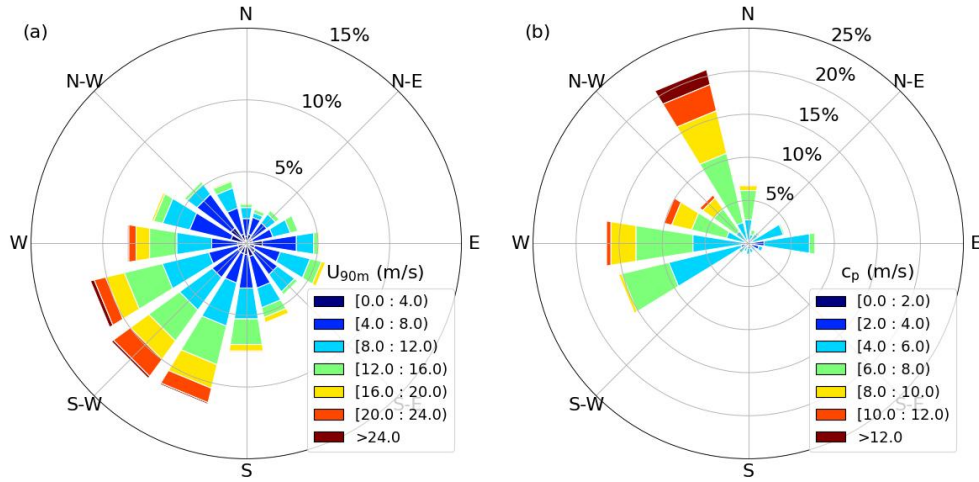 (a)
N
15%
N-W
N-E
10%
5%
W
E
S-W
S-E
S
U90m (m/s)
[0.0 : 4.0)
[4.0 : 8.0)
[8.0 : 12.0)
[12.0 : 16.0)
[16.0 : 20.0)
[20.0 : 24.0)
>24.0
(b)
N
25%
N-W
N-E
20%
15%
10%
5%
W
E
S-W
S-E
S
cp (m/s)
[0.0 : 2.0)
[2.0 : 4.0)
[4.0 : 6.0)
[6.0 : 8.0)
[8.0 : 10.0)
[10.0 : 12.0)
>12.0